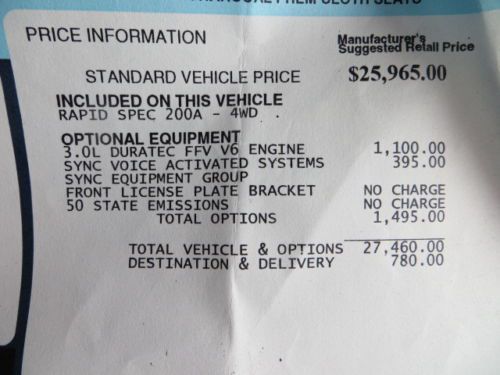 CLOTH SEATS
PRICE INFORMATION
Manufacturer's
Suggested Retail Price
STANDARD VEHICLE PRICE $25,965.00
INCLUDED ON THIS VEHICLE
RAPID SPEC 200A - 4WD
OPTIONAL EQUIPMENT
3.0L DURATEC FFV V6 ENGINE 1,100.00
SYNC VOICE ACTIVATED SYSTEMS 395.00
SYNC EQUIPMENT GROUP
FRONT LICENSE PLATE BRACKET NO CHARGE
50 STATE EMISSIONS NO CHARGE
TOTAL OPTIONS 1,495.00
TOTAL VEHICLE & OPTIONS 27,460.00
DESTINATION & DELIVERY 780.00